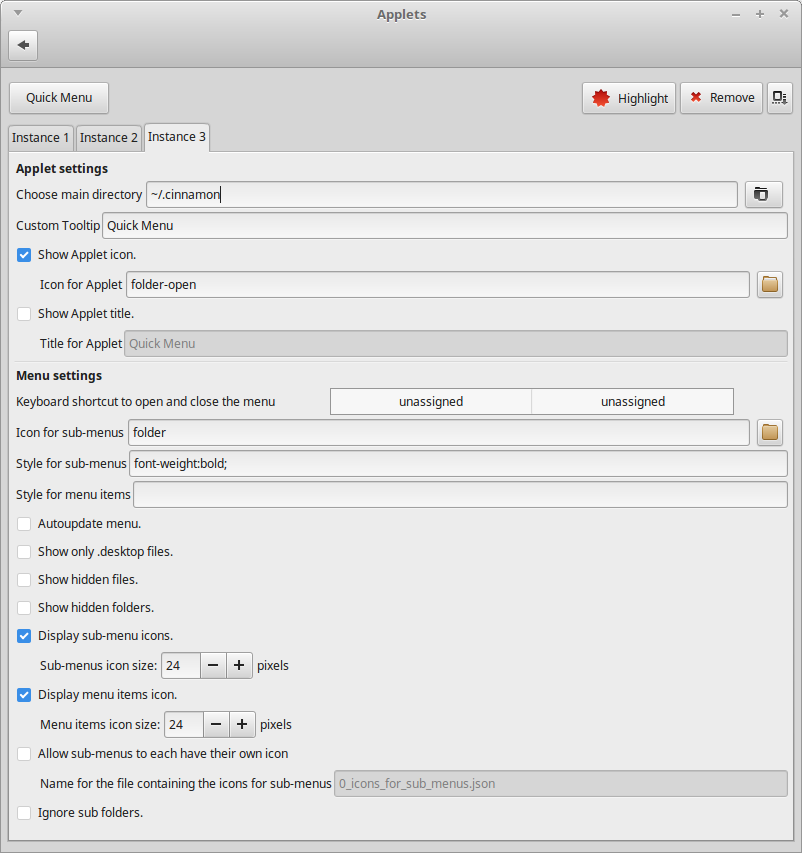 Applets
Quick Menu Highlight Remove
Instance 1 Instance 2 Instance 3
Applet settings
Choose main directory ~/.cinnamon
Custom Tooltip Quick Menu
Show Applet icon.
Icon for Applet folder-open
Show Applet title.
Title for Applet Quick Menu
Menu settings
Keyboard shortcut to open and close the menu unassigned unassigned
Icon for sub-menus folder
Style for sub-menus font-weight:bold;
Style for menu items
Autoupdate menu.
Show only .desktop files.
Show hidden files.
Show hidden folders.
Display sub-menu icons.
Sub-menus icon size: 24 pixels
Display menu items icon.
Menu items icon size: 24 pixels
Allow sub-menus to each have their own icon
Name for the file containing the icons for sub-menus 0_icons_for_sub_menus.json
Ignore sub folders.